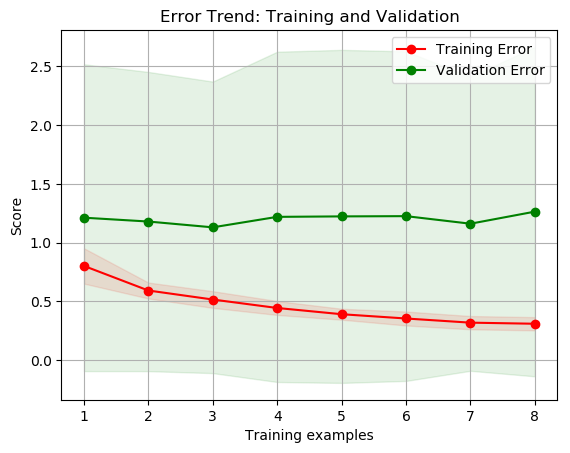 Error Trend: Training and Validation
Training Error
Validation Error
Score
2.5
2.0
1.5
1.0
0.5
0.0
1 2 3 4 5 6 7 8
Training examples